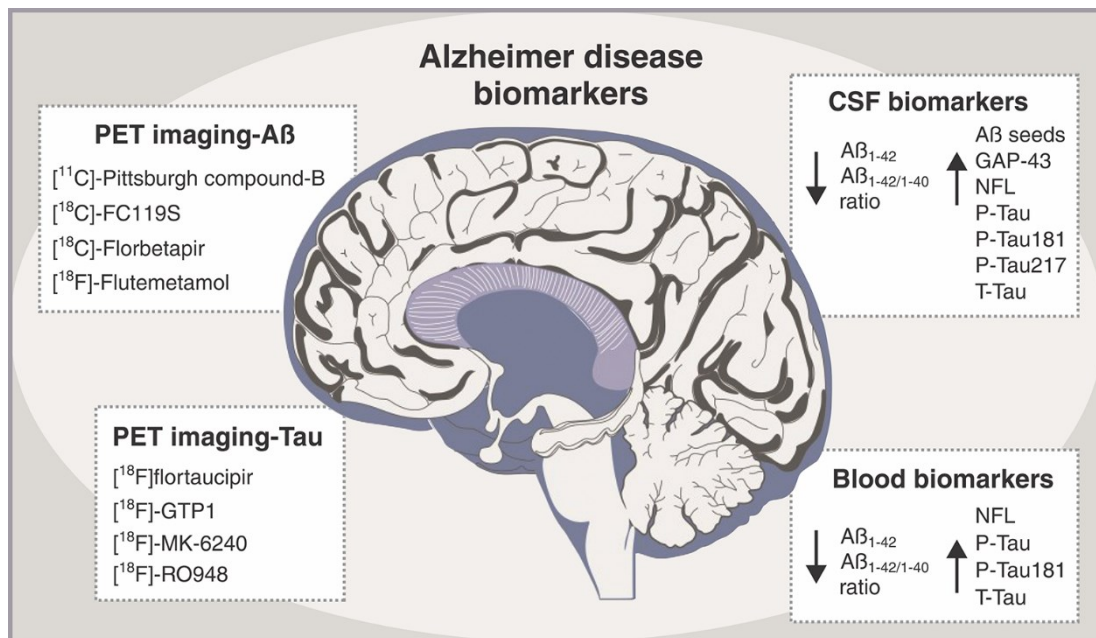 Alzheimer disease
biomarkers
PET imaging-Aß
[¹¹C]-Pittsburgh compound-B
[¹⁸C]-FC119S
[¹⁸C]-Florbetapir
[¹⁸F]-Flutemetamol
PET imaging-Tau
[¹⁸F]flortaucipir
[¹⁸F]-GTP1
[¹⁸F]-MK-6240
[¹⁸F]-RO948
CSF biomarkers
Aß₁₋₄₂
Aß₁₋₄₂/₁₋₄₀
ratio
Aß seeds
GAP-43
NFL
P-Tau
P-Tau181
P-Tau217
T-Tau
Blood biomarkers
Aß₁₋₄₂
Aß₁₋₄₂/₁₋₄₀
ratio
NFL
P-Tau
P-Tau181
T-Tau